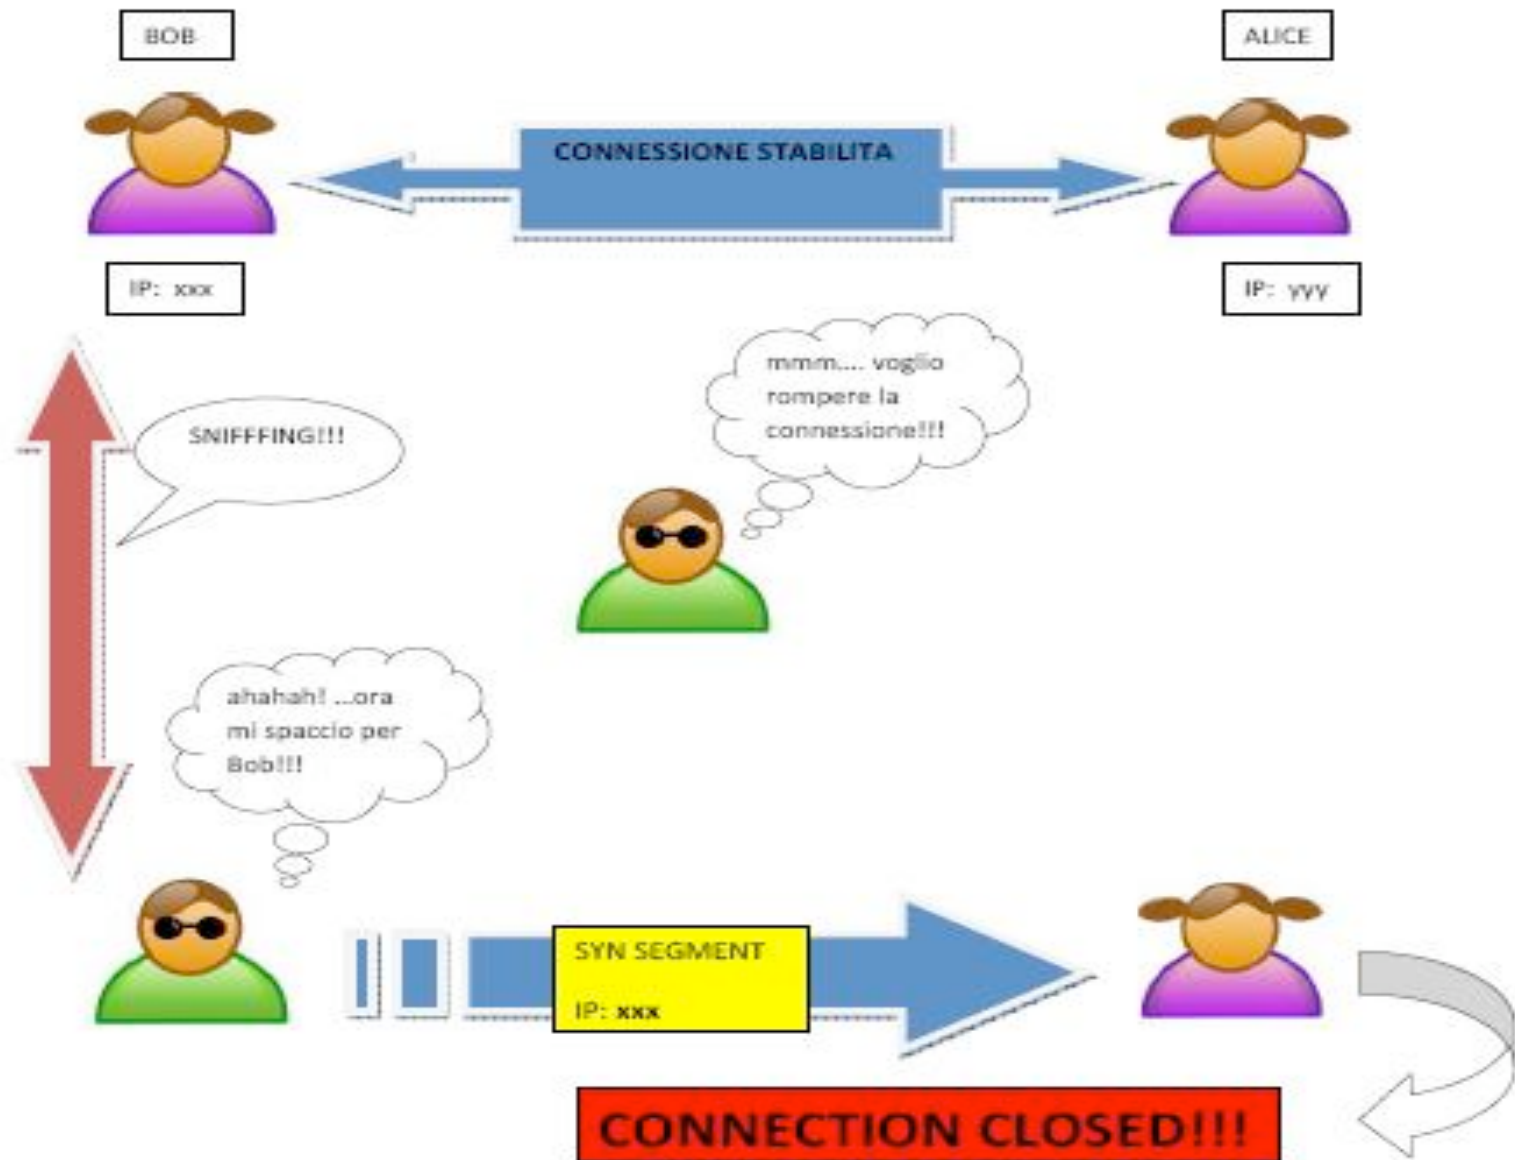 BOB
ALICE
CONNESSIONE STABILITA
IP: xxx
IP: yyy
mmm.... voglio
rompere la
connessione!!!
SNIFFFING!!!
ahahah! ...ora
mi spaccio per
Bob!!!
SYN SEGMENT
IP: xxx
CONNECTION CLOSED!!!